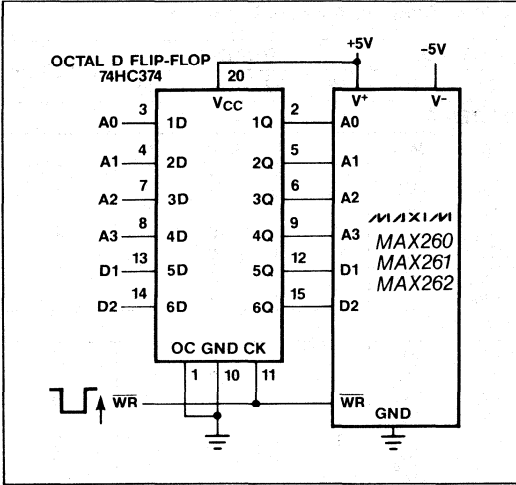 +5V
-5V
OCTAL D FLIP-FLOP
74HC374
20
VCC
V+
V-
A0 3 1D 1Q 2 A0
A1 4 2D 2Q 5 A1
A2 7 3D 3Q 6 A2
MAXIM
A3 8 4D 4Q 9 A3
MAX260
D1 13 5D 5Q 12 D1
MAX261
MAX262
D2 14 6D 6Q 15 D2
OC GND CK
1 10 11
WR
WR
GND